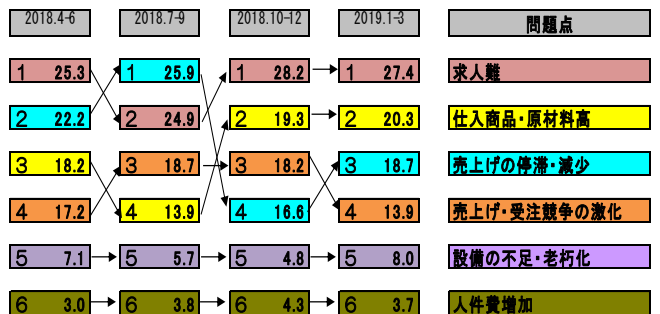 2018.4-6 2018.7-9 2018.10-12 2019.1-3 問題点
1 25.3 1 25.9 1 28.2 1 27.4 求人難
2 22.2 2 24.9 2 19.3 2 20.3 仕入商品・原材料高
3 18.2 3 18.7 3 18.2 3 18.7 売上げの停滞・減少
4 17.2 4 13.9 4 16.6 4 13.9 売上げ・受注競争の激化
5 7.1 5 5.7 5 4.8 5 8.0 設備の不足・老朽化
6 3.0 6 3.8 6 4.3 6 3.7 人件費増加